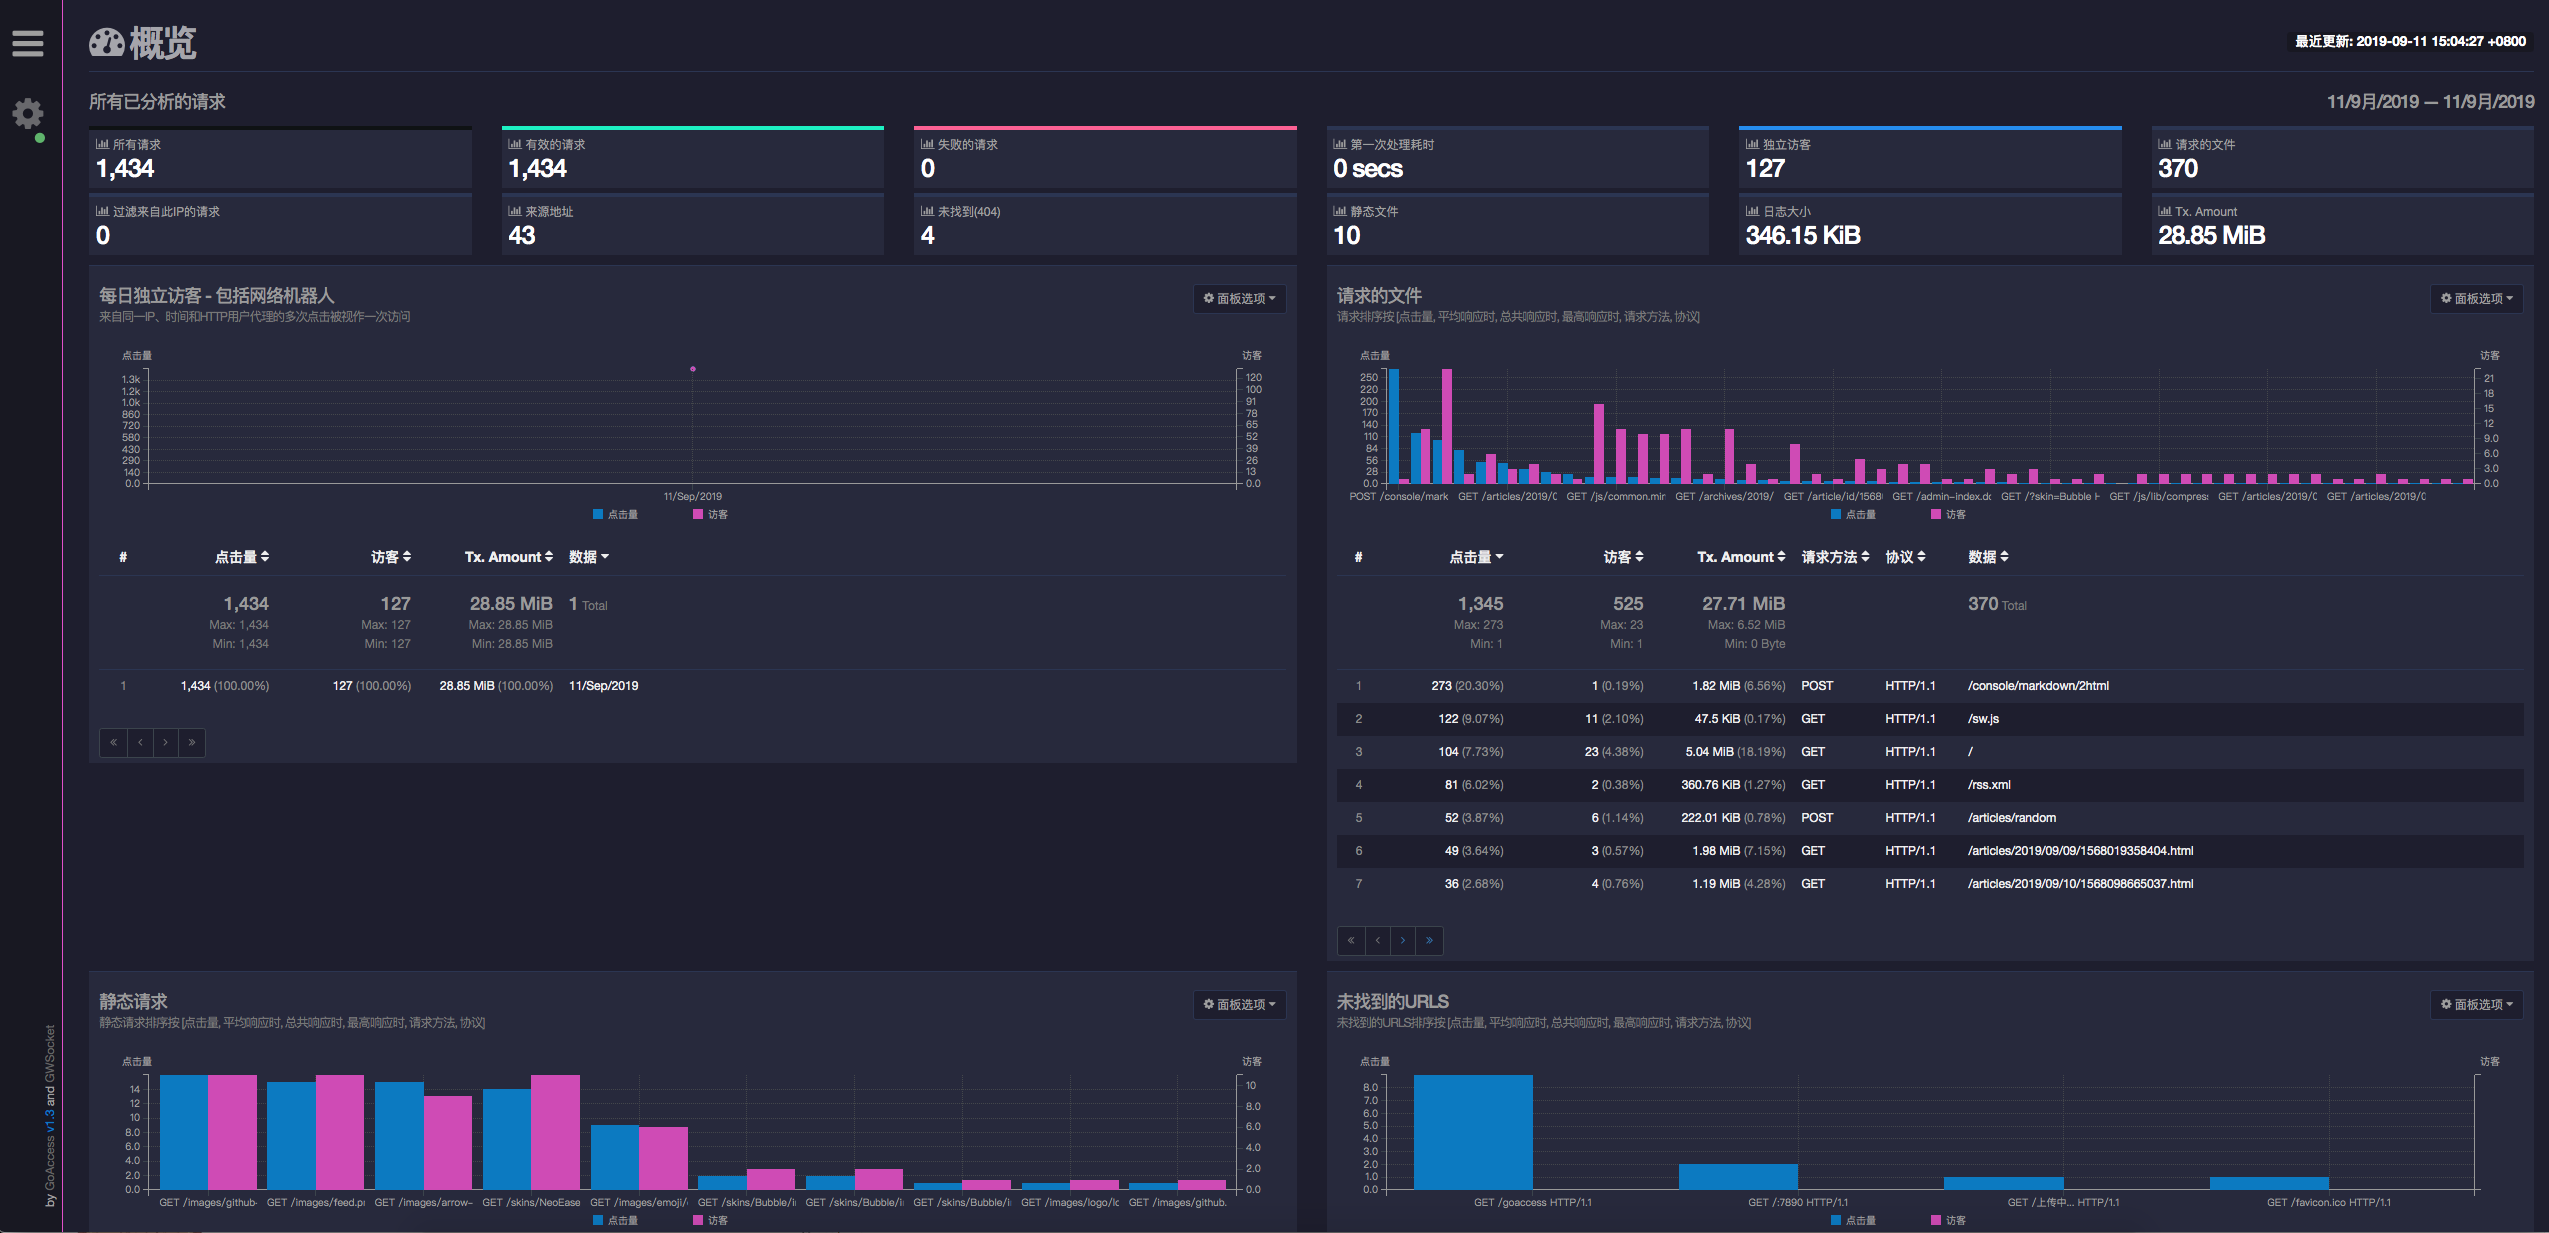 概览
最近更新: 2019-09-11 15:04:27 +0800
所有已分析的请求
11/9月/2019 — 11/9月/2019
所有请求
1,434
有效的请求
1,434
失败的请求
0
第一次处理耗时
0 secs
独立访客
127
请求的文件
370
过滤来自此IP的请求
0
来源地址
43
未找到(404)
4
静态文件
10
日志大小
346.15 KiB
Tx. Amount
28.85 MiB
每日独立访客 - 包括网络机器人
面板选项
来自同一IP、时间和HTTP用户代理的多次点击被视作一次访问
点击量
访客
1.3k
1.2k
1.0k
860
720
580
430
290
140
0.0
120
100
91
78
65
52
39
26
13
0.0
11/Sep/2019
点击量
访客
# 点击量 访客 Tx. Amount 数据
1,434 127 28.85 MiB 1 Total
Max: 1,434 Max: 127 Max: 28.85 MiB
Min: 1,434 Min: 127 Min: 28.85 MiB
1 1,434 (100.00%) 127 (100.00%) 28.85 MiB (100.00%) 11/Sep/2019
« ‹ › »
请求的文件
面板选项
请求排序按 [点击量, 平均响应时, 总共响应时, 最高响应时, 请求方法, 协议]
点击量
访客
250
220
200
170
140
110
84
56
28
0.0
21
18
15
12
9.0
6.0
3.0
0.0
POST /console/mark
GET /articles/2019/0
GET /js/common.mir
GET /archives/2019/
GET /article/id/1568
GET /admin-index.do
GET /?skin=Bubble H
GET /js/lib/compress
GET /articles/2019/0
GET /articles/2019/0
点击量
访客
# 点击量 访客 Tx. Amount 请求方法 协议 数据
1,345 525 27.71 MiB 370 Total
Max: 273 Max: 23 Max: 6.52 MiB
Min: 1 Min: 1 Min: 0 Byte
1 273 (20.30%) 1 (0.19%) 1.82 MiB (6.56%) POST HTTP/1.1 /console/markdown/2html
2 122 (9.07%) 11 (2.10%) 47.5 KiB (0.17%) GET HTTP/1.1 /sw.js
3 104 (7.73%) 23 (4.38%) 5.04 MiB (18.19%) GET HTTP/1.1 /
4 81 (6.02%) 2 (0.38%) 360.76 KiB (1.27%) GET HTTP/1.1 /rss.xml
5 52 (3.87%) 6 (1.14%) 222.01 KiB (0.78%) POST HTTP/1.1 /articles/random
6 49 (3.64%) 3 (0.57%) 1.98 MiB (7.15%) GET HTTP/1.1 /articles/2019/09/09/1568019358404.html
7 36 (2.68%) 4 (0.76%) 1.19 MiB (4.28%) GET HTTP/1.1 /articles/2019/09/10/1568098665037.html
« ‹ › »
静态请求
面板选项
静态请求排序按 [点击量, 平均响应时, 总共响应时, 最高响应时, 请求方法, 协议]
点击量
访客
14
12
10
8.0
6.0
4.0
2.0
0.0
10
8.0
6.0
4.0
2.0
0.0
GET /images/github-
GET /images/feed.pi
GET /images/arrow-
GET /skins/NeoEase
GET /images/emoji/
GET /skins/Bubble/i
GET /skins/Bubble/i
GET /skins/Bubble/i
GET /images/logo/lo
GET /images/github.
点击量
访客
未找到的URLS
面板选项
未找到的URLS排序按 [点击量, 平均响应时, 总共响应时, 最高响应时, 请求方法, 协议]
点击量
访客
8.0
7.0
6.0
5.0
4.0
3.0
2.0
1.0
0.0
GET /goaccess HTTP/1.1
GET /:7890 HTTP/1.1
GET /上传中... HTTP/1.1
GET /favicon.ico HTTP/1.1
点击量
访客
by GoAccess v1.3 and GWSocket